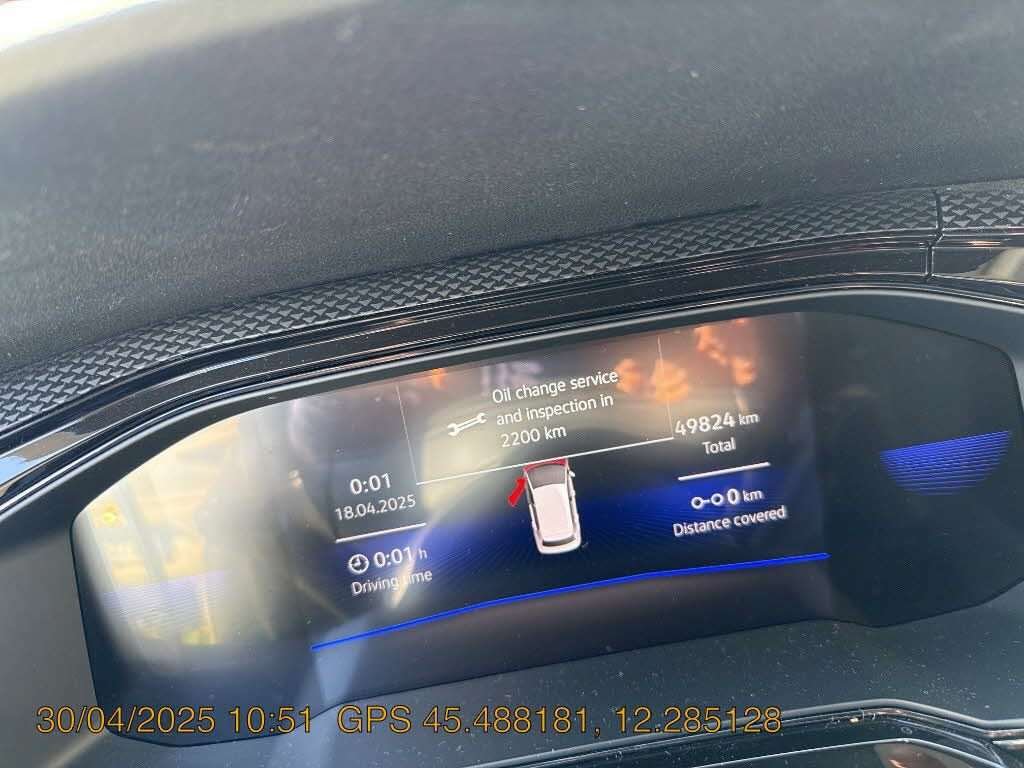 Oil change service
and inspection in
2200 km
0:01
18.04.2025
0:01 h
Driving time
49824 km
Total
0 km
Distance covered
30/04/2025 10:51 GPS 45.488181, 12.285128